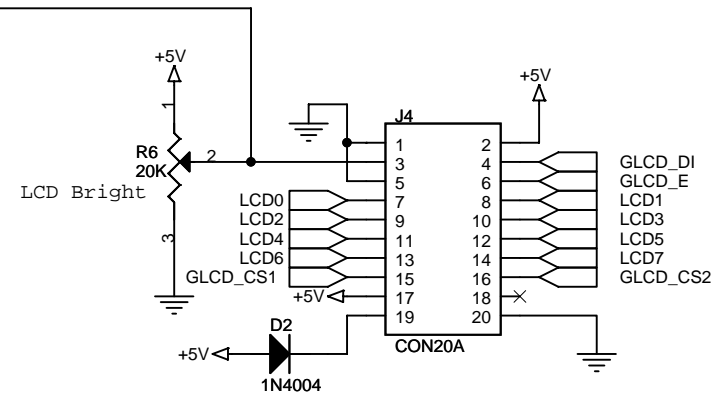 +5V
+5V
1
J4
1 2
R6
20K
2
3 4
GLCD_DI
5 6
GLCD_E
LCD Bright
LCD0
7 8
LCD1
LCD2
9 10
LCD3
3
LCD4
11 12
LCD5
LCD6
13 14
LCD7
GLCD_CS1
15 16
GLCD_CS2
+5V
17 18
D2
19 20
+5V
CON20A
1N4004